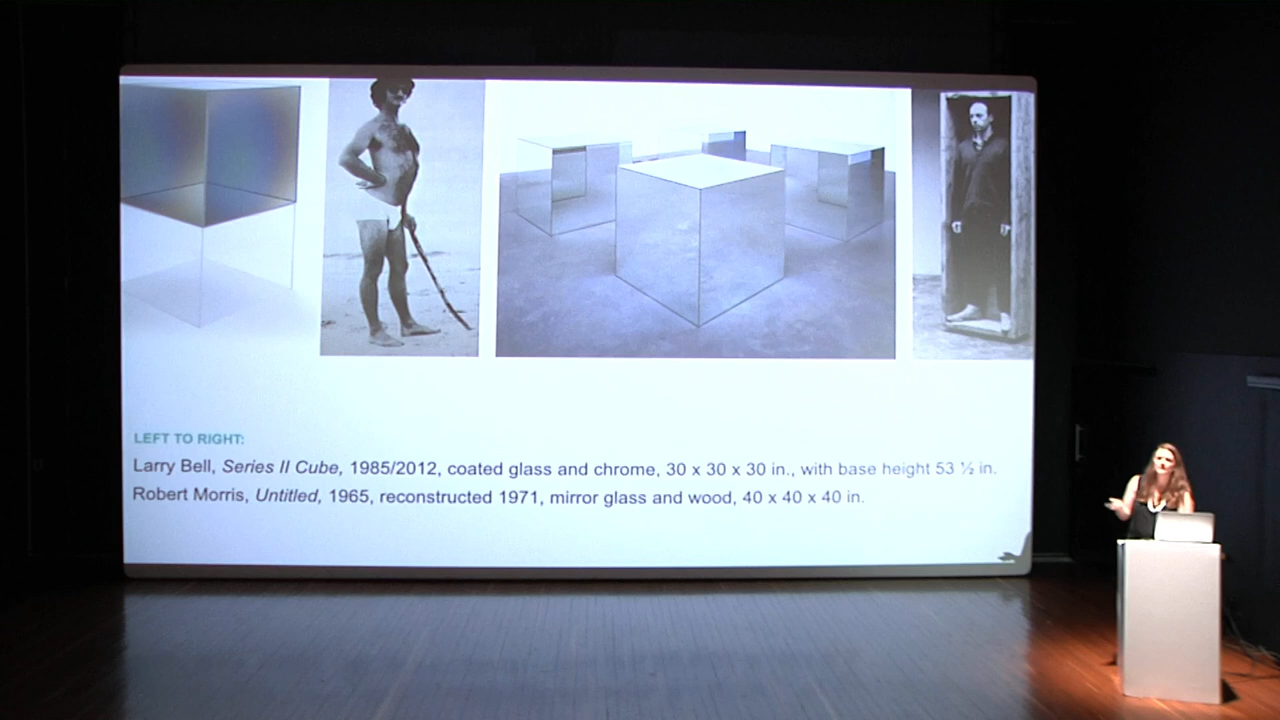 LEFT TO RIGHT:
Larry Bell, Series II Cube, 1985/2012, coated glass and chrome, 30 x 30 x 30 in., with base height 53 ½ in.
Robert Morris, Untitled, 1965, reconstructed 1971, mirror glass and wood, 40 x 40 x 40 in.